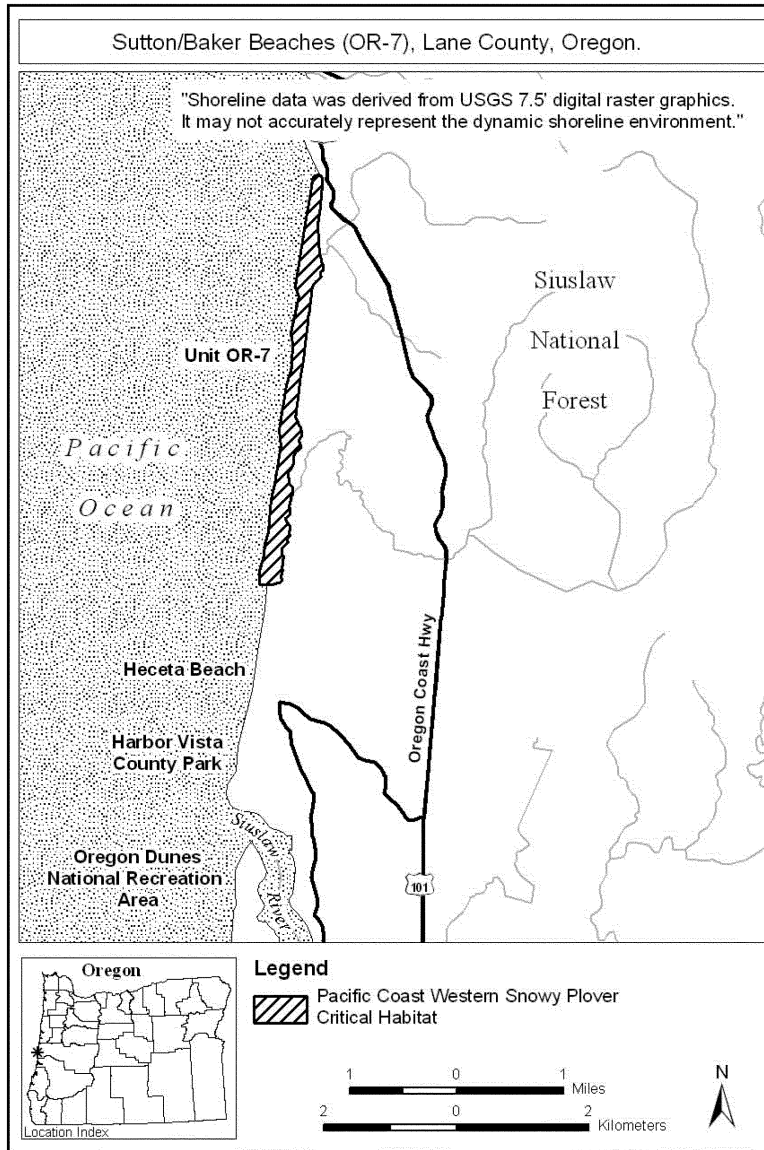 Sutton/Baker Beaches (OR-7), Lane County, Oregon.
"Shoreline data was derived from USGS 7.5' digital raster graphics.
It may not accurately represent the dynamic shoreline environment."
Siuslaw
National
Forest
Unit OR-7
Pacific
Ocean
Oregon Coast Hwy
Heceta Beach
Harbor Vista
County Park
Siuslaw
River
Oregon Dunes
National Recreation
Area
101
Oregon
Location Index
Legend
Pacific Coast Western Snowy Plover
Critical Habitat
1 0 1
Miles
2 0 2
Kilometers
N